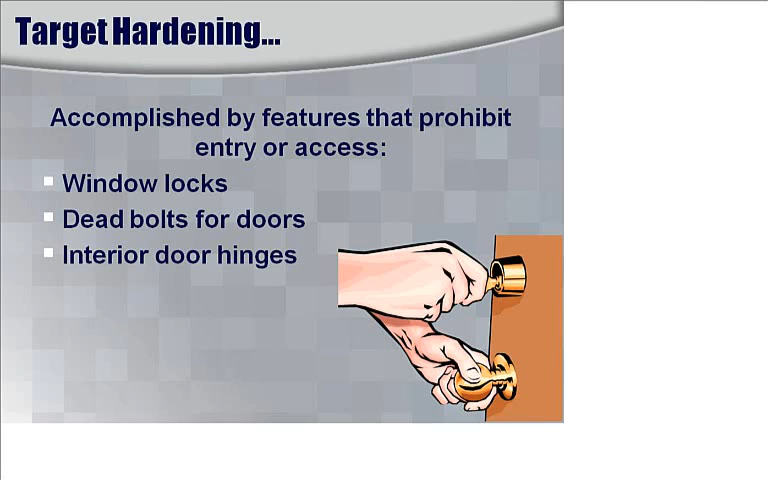 Target Hardening...
Accomplished by features that prohibit
entry or access:
Window locks
Dead bolts for doors
Interior door hinges